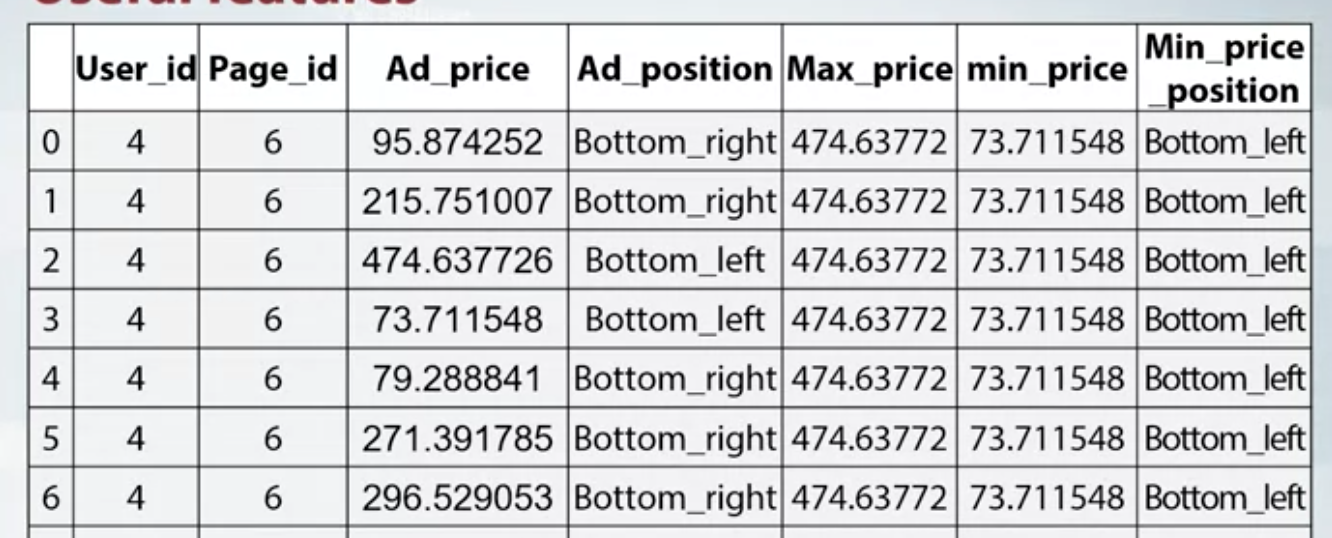 Useful features
User_id Page_id Ad_price Ad_position Max_price min_price Min_price
_position
0 4 6 95.874252 Bottom_right 474.63772 73.711548 Bottom_left
1 4 6 215.751007 Bottom_right 474.63772 73.711548 Bottom_left
2 4 6 474.637726 Bottom_left 474.63772 73.711548 Bottom_left
3 4 6 73.711548 Bottom_left 474.63772 73.711548 Bottom_left
4 4 6 79.288841 Bottom_right 474.63772 73.711548 Bottom_left
5 4 6 271.391785 Bottom_right 474.63772 73.711548 Bottom_left
6 4 6 296.529053 Bottom_right 474.63772 73.711548 Bottom_left